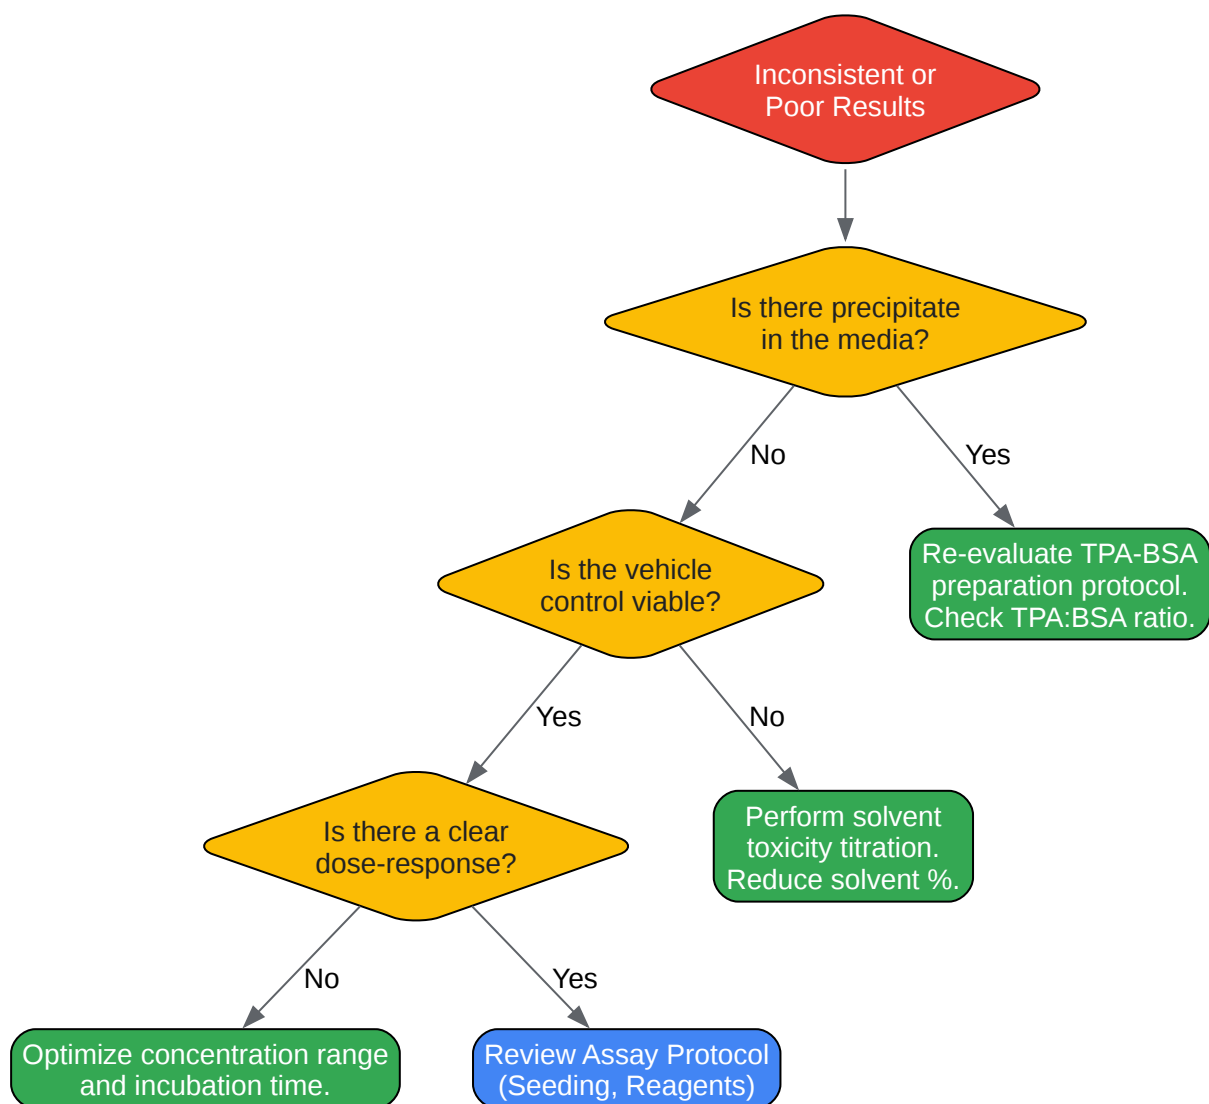 Inconsistent or
Poor Results
Is there precipitate
in the media?
No
Yes
Is the vehicle
control viable?
Re-evaluate TPA-BSA
preparation protocol.
Check TPA:BSA ratio.
Yes
No
Is there a clear
dose-response?
Perform solvent
toxicity titration.
Reduce solvent %.
No
Yes
Optimize concentration range
and incubation time.
Review Assay Protocol
(Seeding, Reagents)